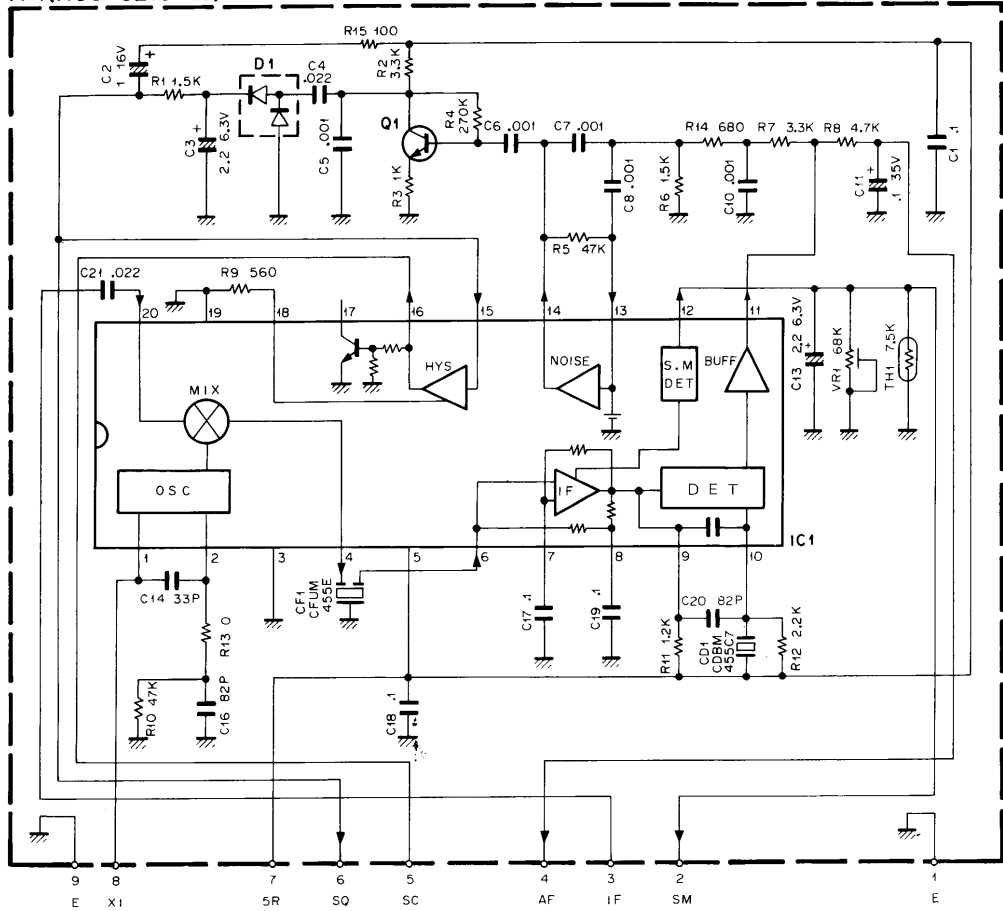 R15 100
C2
1 16V
+
R1 1.5K
D1
C4
.022
R2
3.3K
C3
2.2 6.3V
+
C5 .001
Q1
R4
270K
C6 .001
C7 .001
R14 680
R7 3.3K
R8 4.7K
C1 .1
R3 1K
C8 .001
R6 1.5K
C10 .001
C11
.1 35V
+
R5 47K
C21 .022
R9 560
20
19
18
17
16
15
14
13
12
11
HYS
NOISE
S.M
DET
BUFF
C13 2.2 6.3V
+
VR1 68K
TH1 7.5K
MIX
OSC
IF
DET
IC1
1
2
3
4
5
6
7
8
9
10
C14 33P
CF1
CFUM
455E
C17 .1
C19 .1
C20 82P
R11 1.2K
CD1
CDBM
455C7
R12 2.2K
R13 0
R10 47K
C16 82P
C18 .1
9
8
7
6
5
4
3
2
1
E
X1
5R
SQ
SC
AF
IF
SM
E